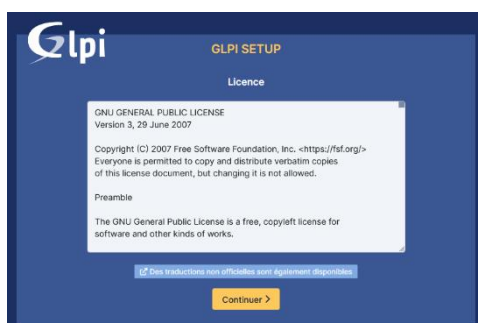 Glpi
GLPI SETUP
Licence
GNU GENERAL PUBLIC LICENSE
Version 3, 29 June 2007
Copyright (C) 2007 Free Software Foundation, Inc. <https://fsf.org/>
Everyone is permitted to copy and distribute verbatim copies
of this license document, but changing it is not allowed.
Preamble
The GNU General Public License is a free, copyleft license for
software and other kinds of works.
Des traductions non officielles sont également disponibles
Continuer >